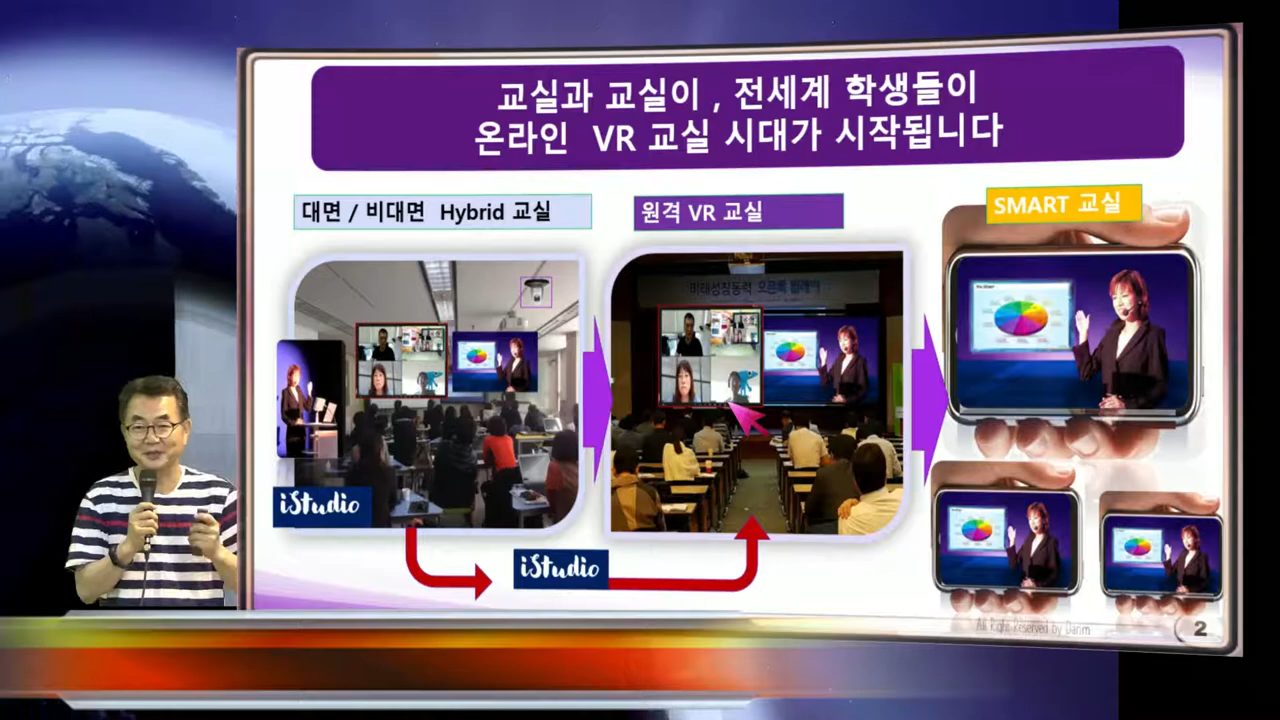 교실과 교실이 , 전세계 학생들이
온라인 VR 교실 시대가 시작됩니다
대면 / 비대면 Hybrid 교실
원격 VR 교실
SMART 교실
iStudio
iStudio
All Right Reserved by Darim
2